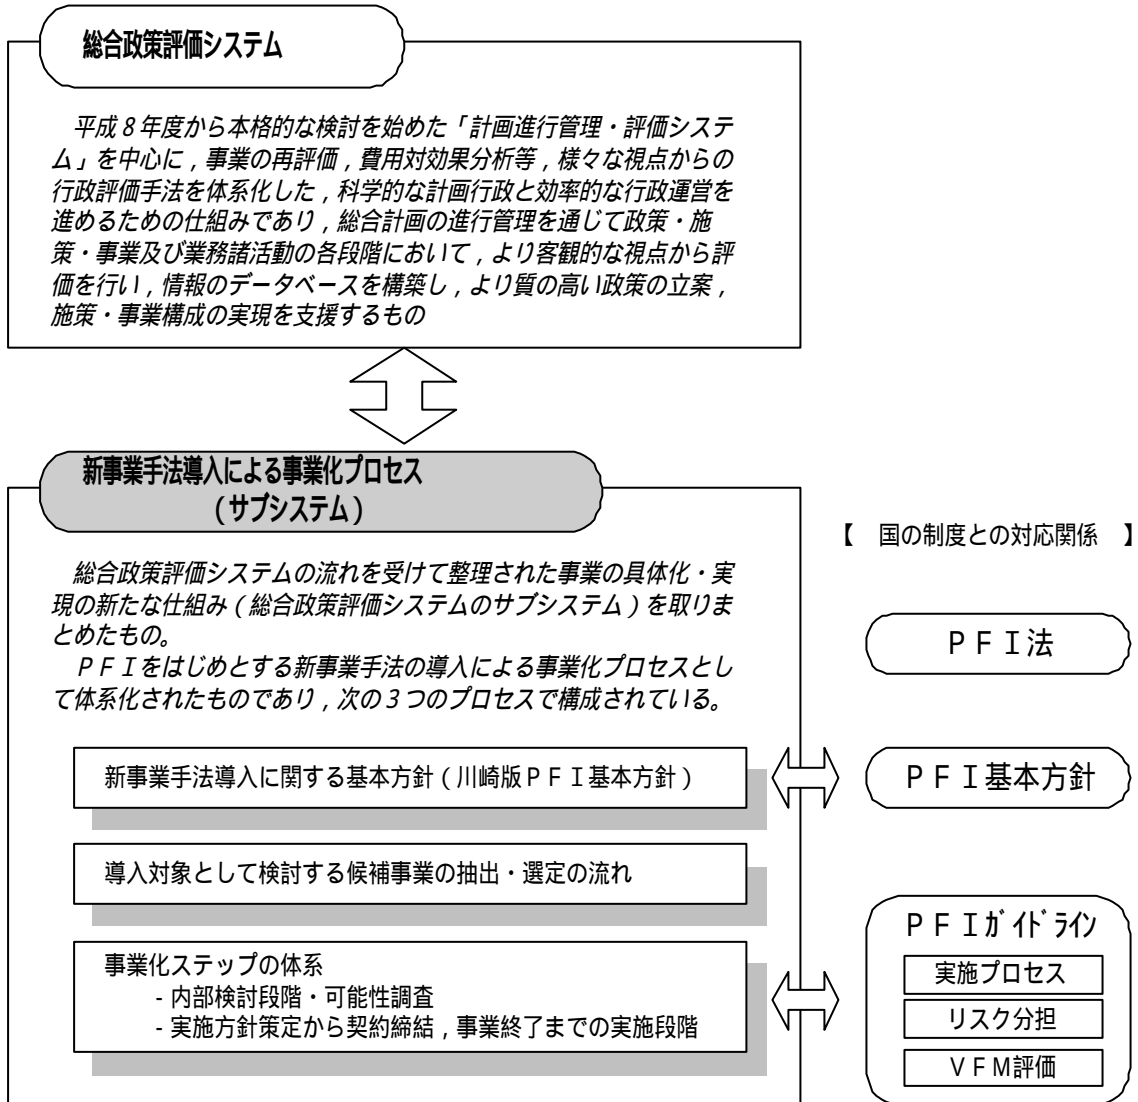 総合政策評価システム
平成８年度から本格的な検討を始めた「計画進行管理・評価システ
ム」を中心に，事業の再評価，費用対効果分析等，様々な視点からの
行政評価手法を体系化した，科学的な計画行政と効率的な行政運営を
進めるための仕組みであり，総合計画の進行管理を通じて政策・施
策・事業及び業務諸活動の各段階において，より客観的な視点から評
価を行い，情報のデータベースを構築し，より質の高い政策の立案，
施策・事業構成の実現を支援するもの
新事業手法導入による事業化プロセス
（サブシステム）
総合政策評価システムの流れを受けて整理された事業の具体化・実
現の新たな仕組み（総合政策評価システムのサブシステム）を取りま
とめたもの。
ＰＦＩをはじめとする新事業手法の導入による事業化プロセスとし
て体系化されたものであり，次の３つのプロセスで構成されている。
新事業手法導入に関する基本方針（川崎版ＰＦＩ基本方針）
導入対象として検討する候補事業の抽出・選定の流れ
事業化ステップの体系
- 内部検討段階・可能性調査
- 実施方針策定から契約締結，事業終了までの実施段階
【　国の制度との対応関係　】
ＰＦＩ法
ＰＦＩ基本方針
ＰＦＩｶﾞｲﾄﾞﾗｲﾝ
実施プロセス
リスク分担
ＶＦＭ評価